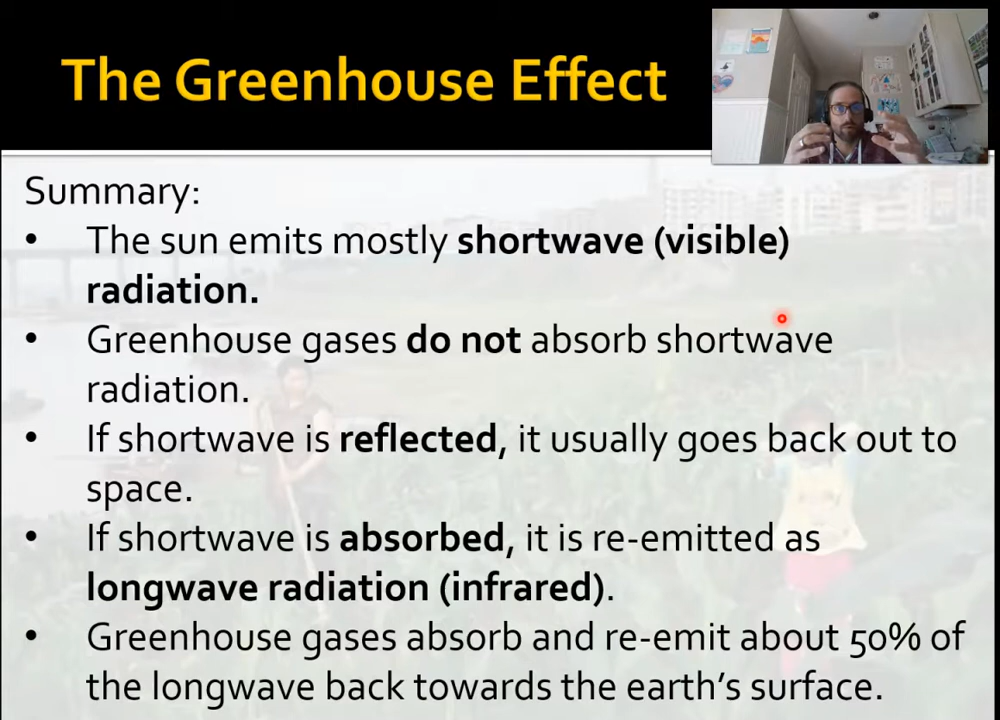 The Greenhouse Effect
Summary:
• The sun emits mostly shortwave (visible)
radiation.
• Greenhouse gases do not absorb shortwave
radiation.
• If shortwave is reflected, it usually goes back out to
space.
• If shortwave is absorbed, it is re-emitted as
longwave radiation (infrared).
• Greenhouse gases absorb and re-emit about 50% of
the longwave back towards the earth's surface.